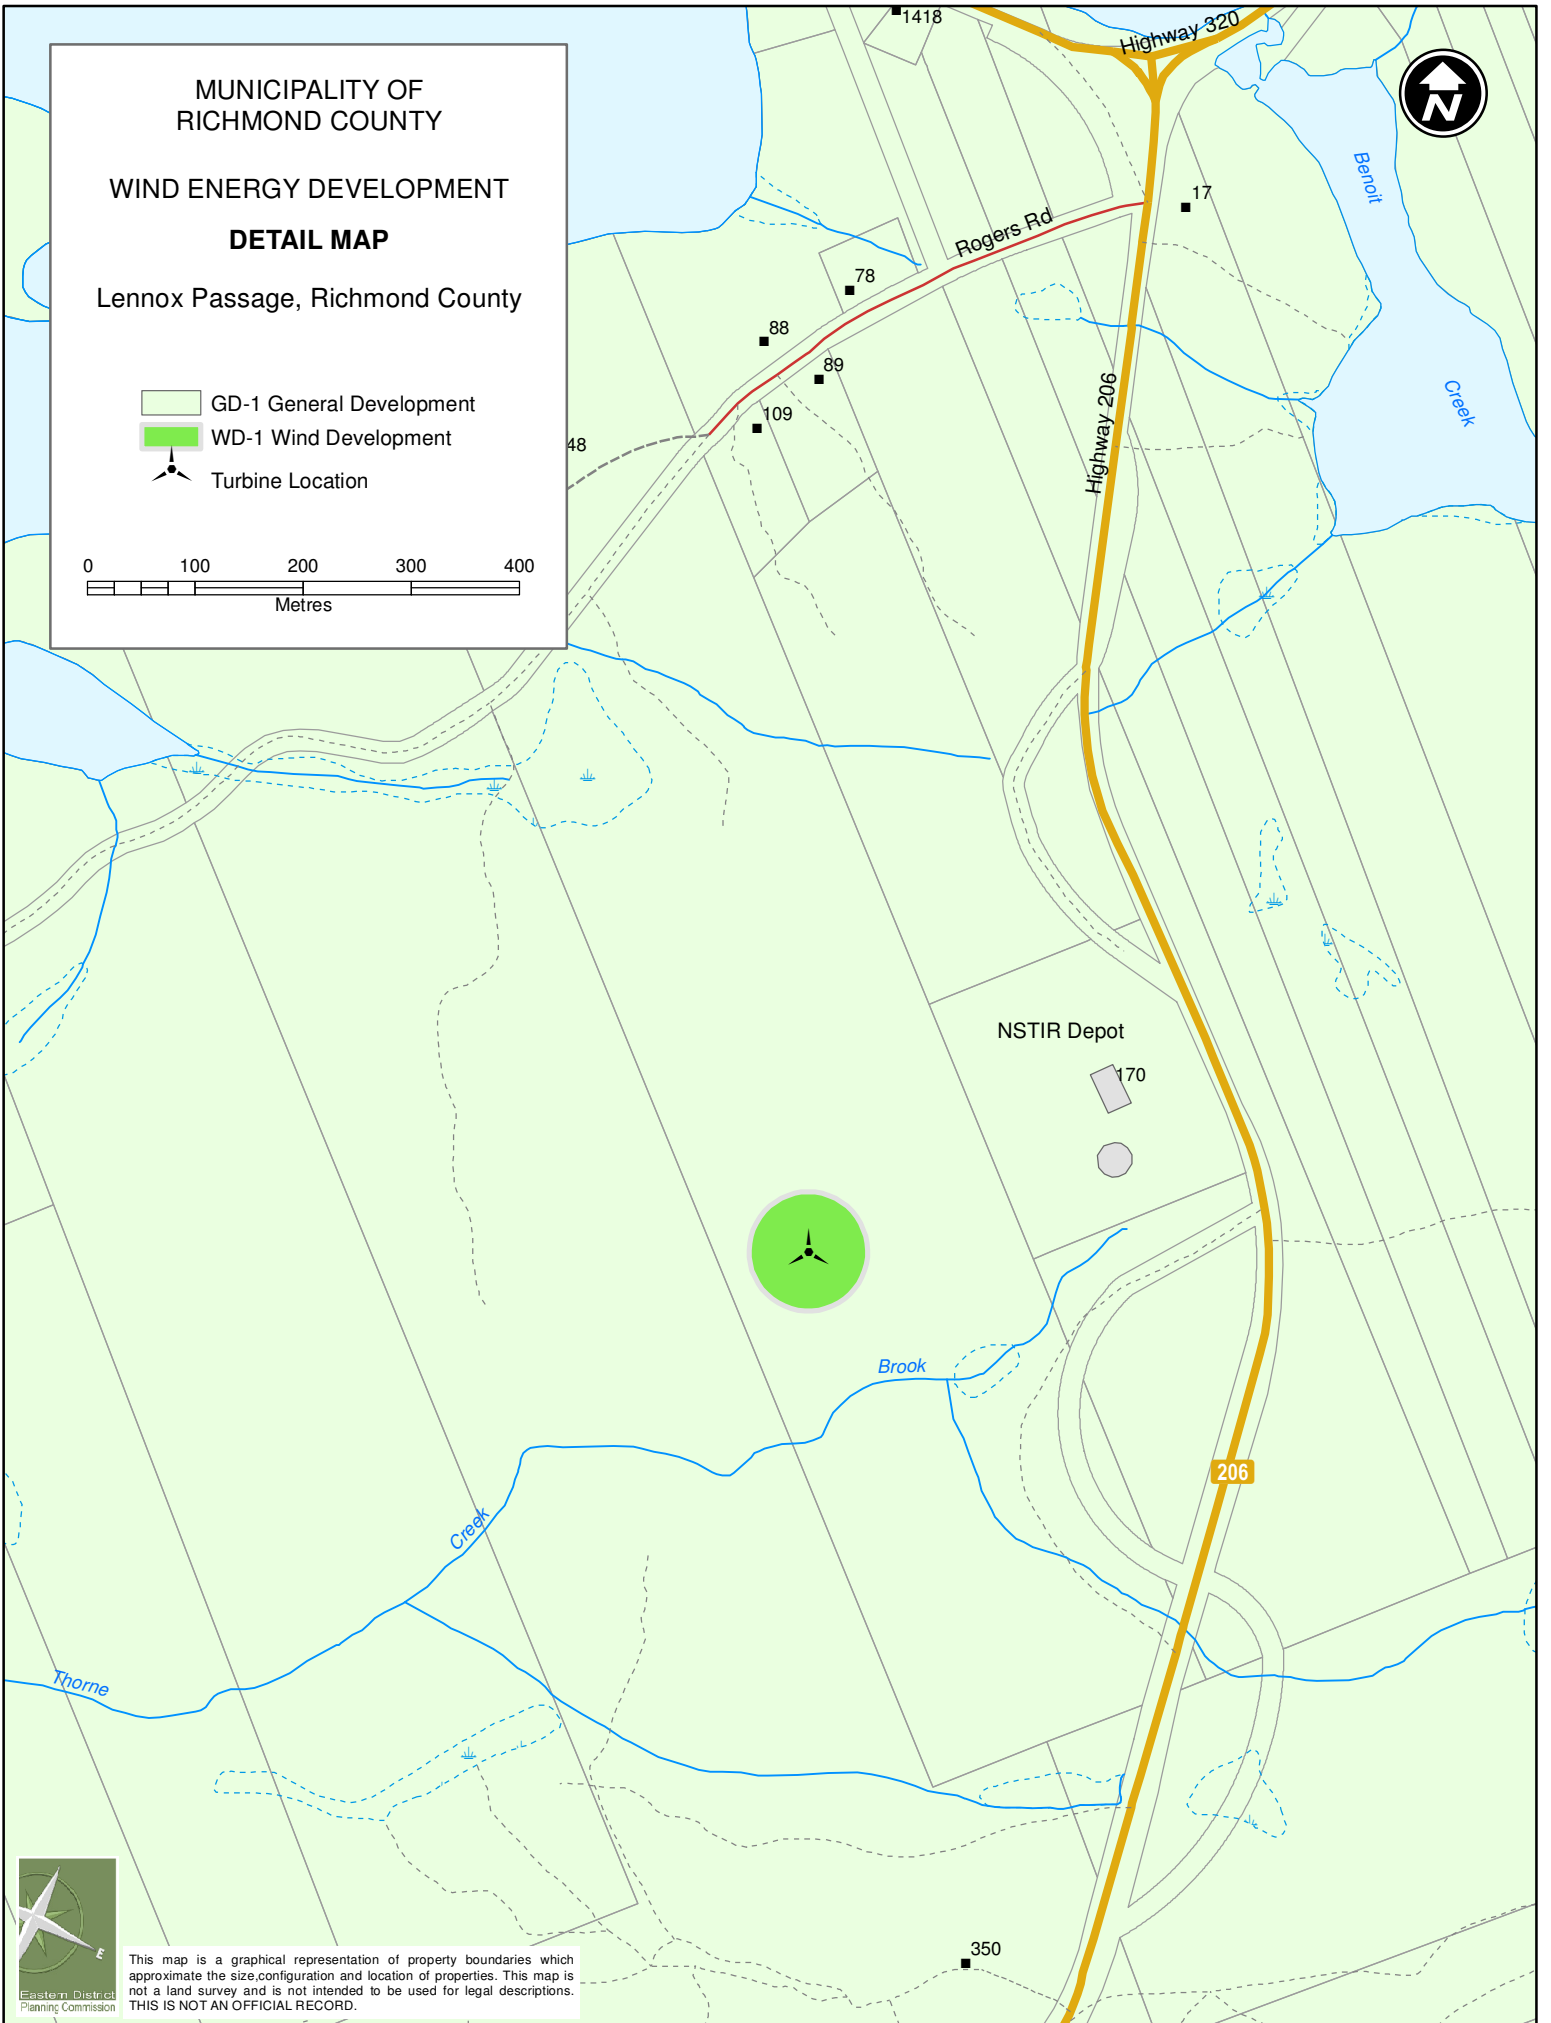 MUNICIPALITY OF
RICHMOND COUNTY
WIND ENERGY DEVELOPMENT
DETAIL MAP
Lennox Passage, Richmond County
GD-1 General Development
WD-1 Wind Development
Turbine Location
0 100 200 300 400
Metres
1418
Highway 320
N
Benoit
17
Rogers Rd
78
88
89
Highway 206
Creek
109
48
NSTIR Depot
170
Brook
206
Creek
Thorne
350
E
Eastern District
Planning Commission
This map is a graphical representation of property boundaries which
approximate the size,configuration and location of properties. This map is
not a land survey and is not intended to be used for legal descriptions.
THIS IS NOT AN OFFICIAL RECORD.